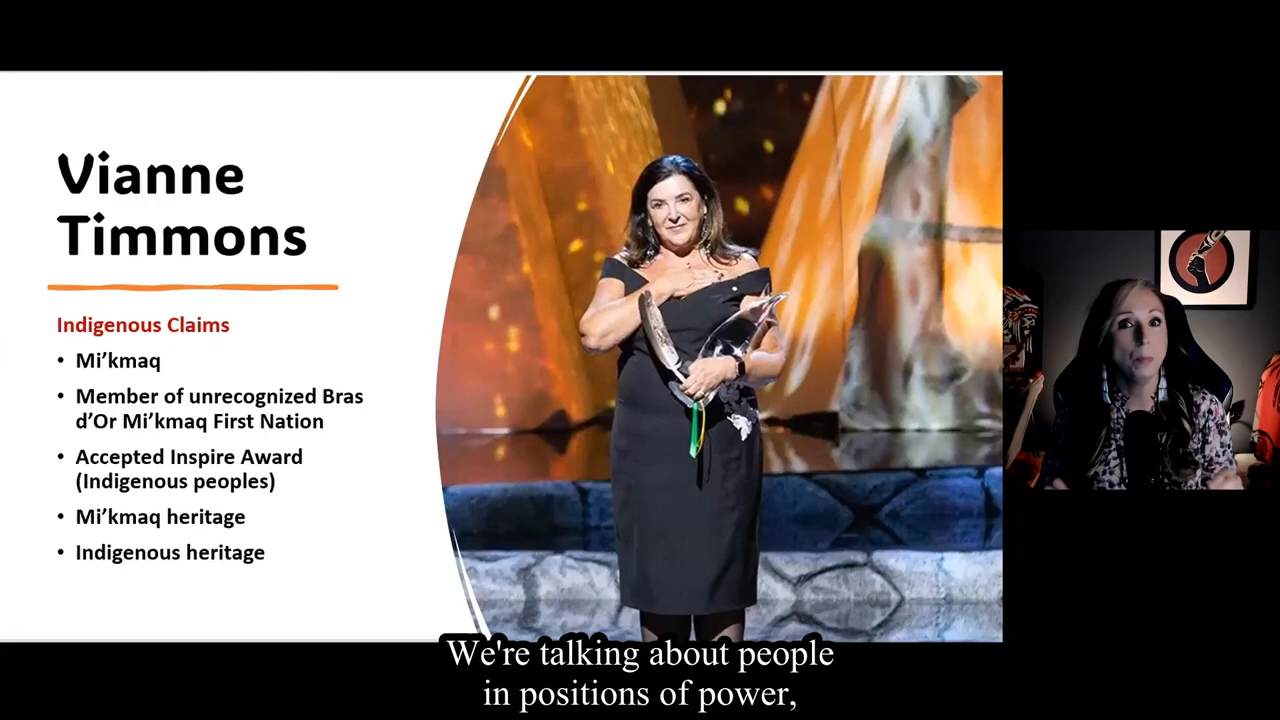 Vianne
Timmons
Indigenous Claims
• Mi’kmaq
• Member of unrecognized Bras
d’Or Mi’kmaq First Nation
• Accepted Inspire Award
(Indigenous peoples)
• Mi’kmaq heritage
• Indigenous heritage
We're talking about people
in positions of power,